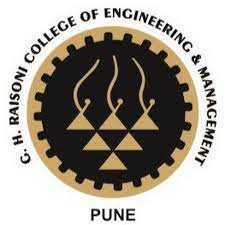 G. H. RAISONI COLLEGE OF ENGINEERING & MANAGEMENT
PUNE